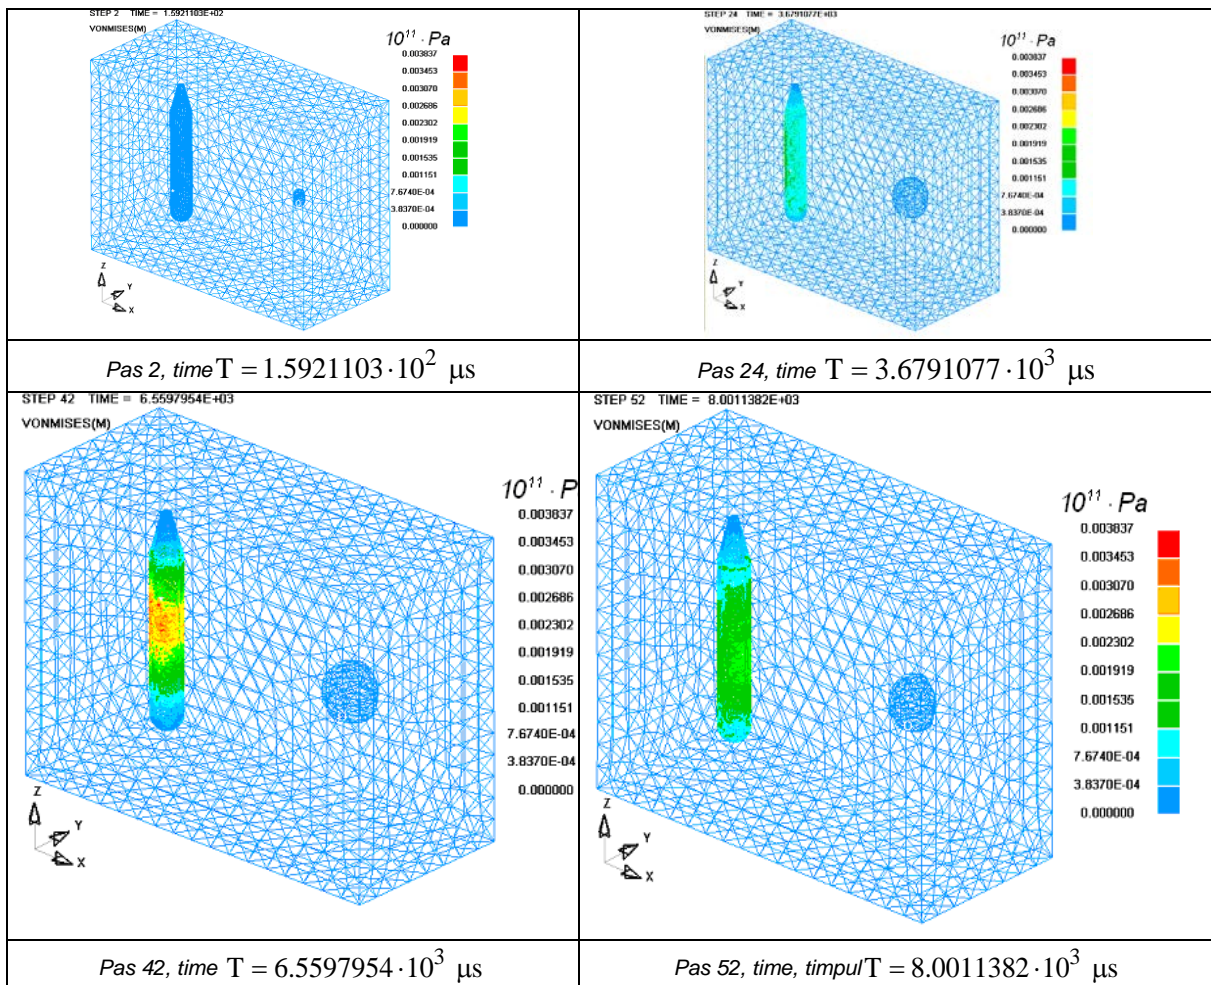 STEP 2 TIME = 1.5921103E+02
VONMISES(M)
10¹¹ · Pa
0.003837
0.003453
0.003070
0.002686
0.002302
0.001919
0.001535
0.001151
7.6740E-04
3.8370E-04
0.000000
Z
Y
X
STEP 24 TIME = 3.6791077E+03
VONMISES(M)
10¹¹ · Pa
0.003837
0.003453
0.003070
0.002686
0.002302
0.001919
0.001535
0.001151
7.6740E-04
3.8370E-04
0.000000
Z
Y
X
Pas 2, time T = 1.5921103·10² μs
Pas 24, time T = 3.6791077·10³ μs
STEP 42 TIME = 6.5597954E+03
VONMISES(M)
10¹¹ · P
0.003837
0.003453
0.003070
0.002686
0.002302
0.001919
0.001535
0.001151
7.6740E-04
3.8370E-04
0.000000
Z
Y
X
STEP 52 TIME = 8.0011382E+03
VONMISES(M)
10¹¹ · Pa
0.003837
0.003453
0.003070
0.002686
0.002302
0.001919
0.001535
0.001151
7.6740E-04
3.8370E-04
0.000000
Z
Y
X
Pas 42, time T = 6.5597954·10³ μs
Pas 52, time, timpul T = 8.0011382·10³ μs